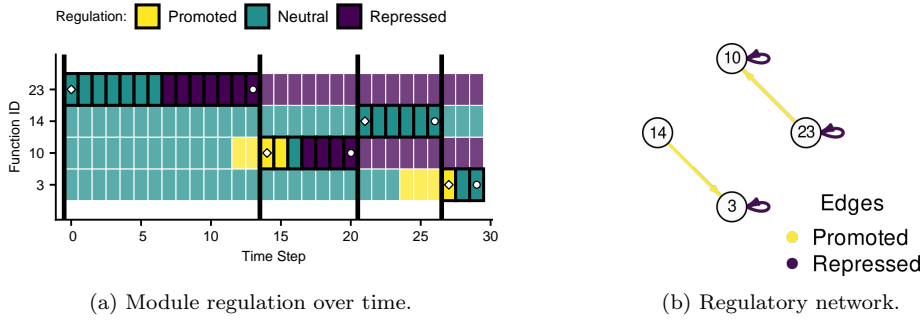 Regulation: Promoted Neutral Repressed
Function ID
23
14
10
3
0 5 10 15 20 25 30
Time Step
(a) Module regulation over time.
10
14
23
3
Edges
Promoted
Repressed
(b) Regulatory network.